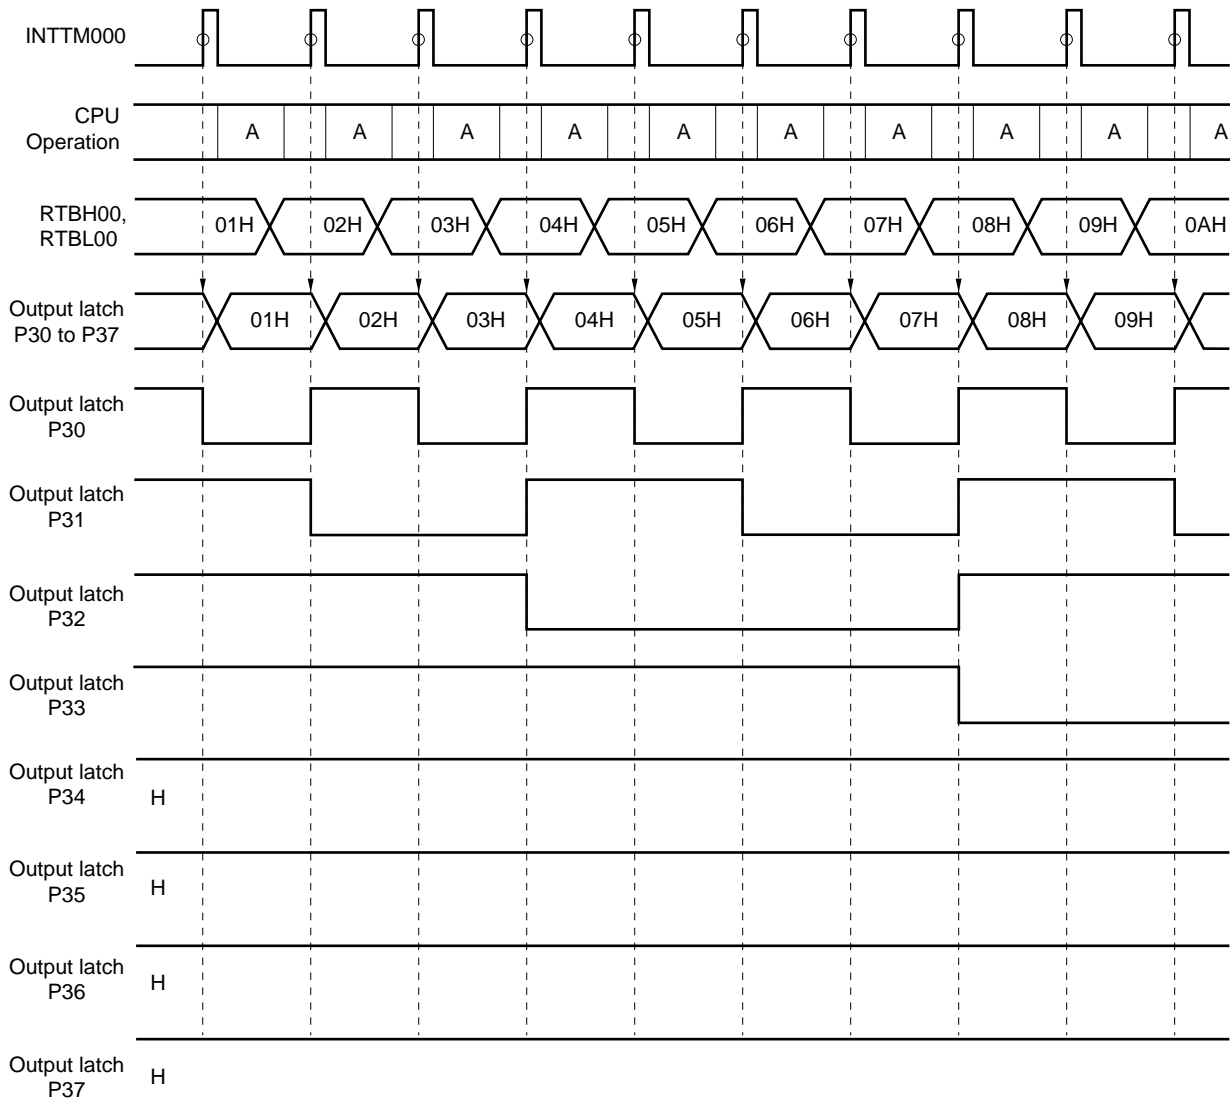 INTTM000
CPU
Operation
A A A A A A A A A A
RTBH00,
RTBL00
01H 02H 03H 04H 05H 06H 07H 08H 09H 0AH
Output latch
P30 to P37
01H 02H 03H 04H 05H 06H 07H 08H 09H
Output latch
P30
Output latch
P31
Output latch
P32
Output latch
P33
Output latch
P34
H
Output latch
P35
H
Output latch
P36
H
Output latch
P37
H